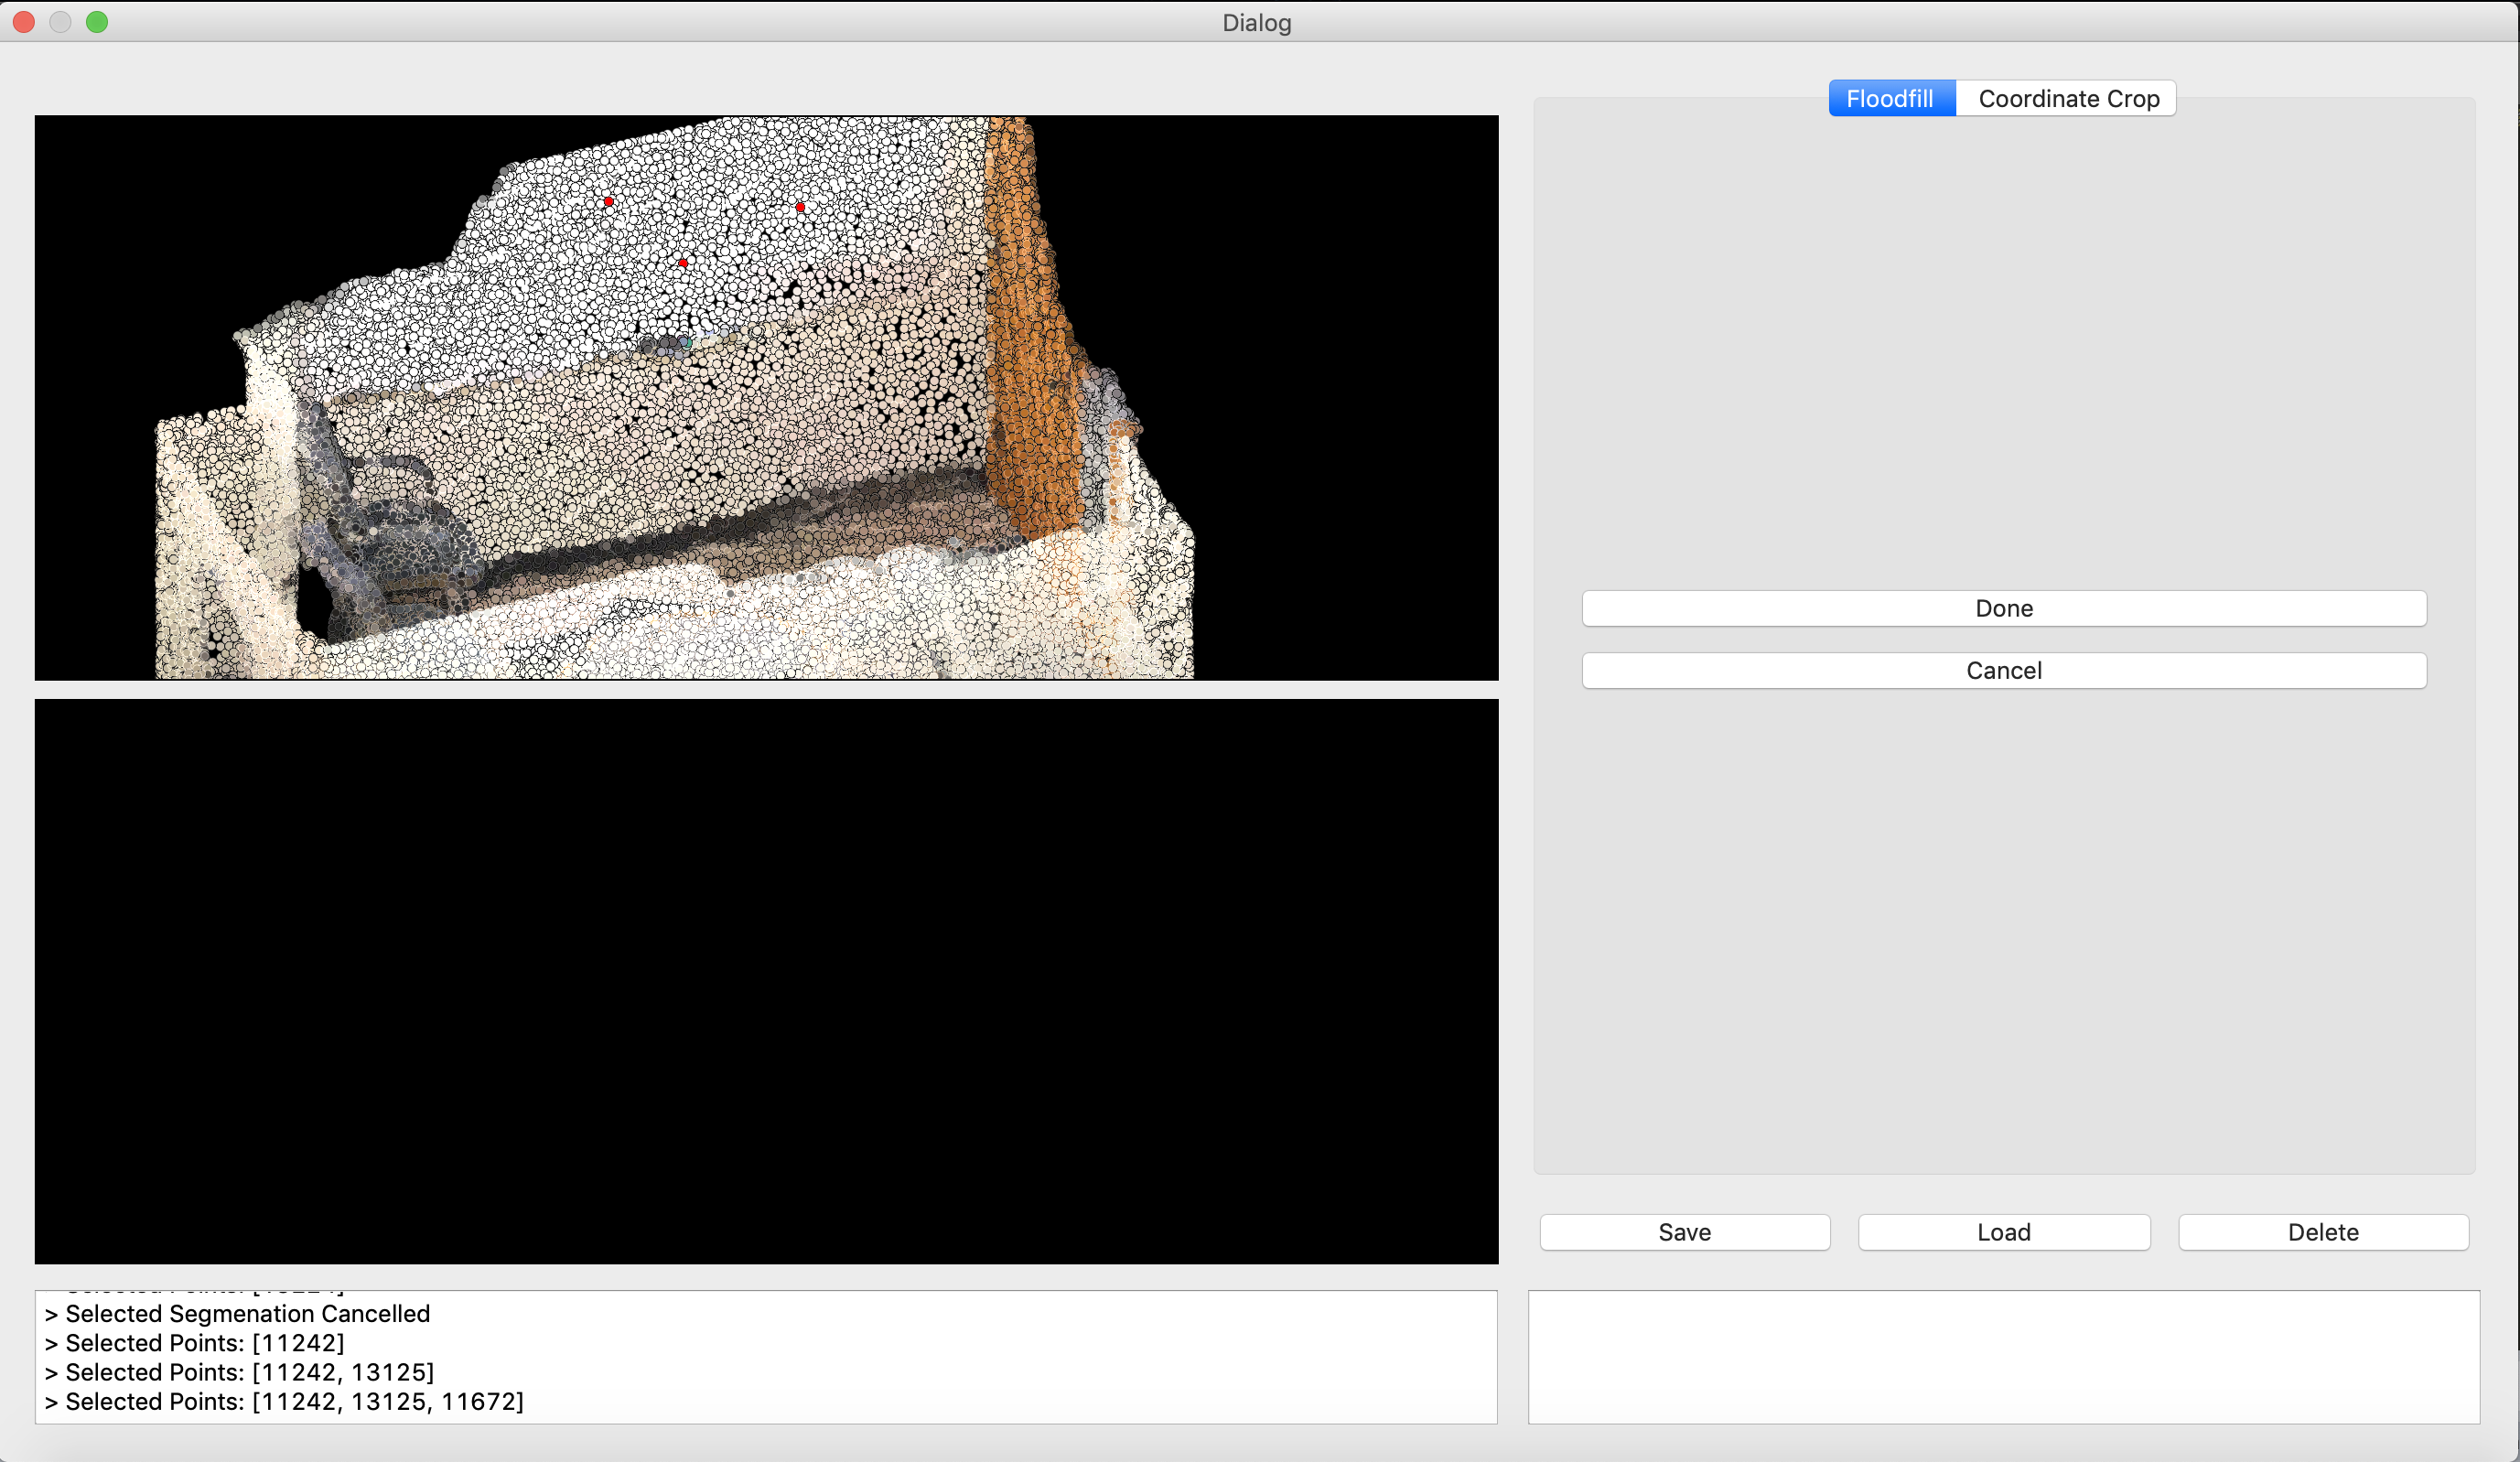 Dialog
Floodfill
Coordinate Crop
Done
Cancel
Save
Load
Delete
> Selected Segmenation Cancelled
> Selected Points: [11242]
> Selected Points: [11242, 13125]
> Selected Points: [11242, 13125, 11672]